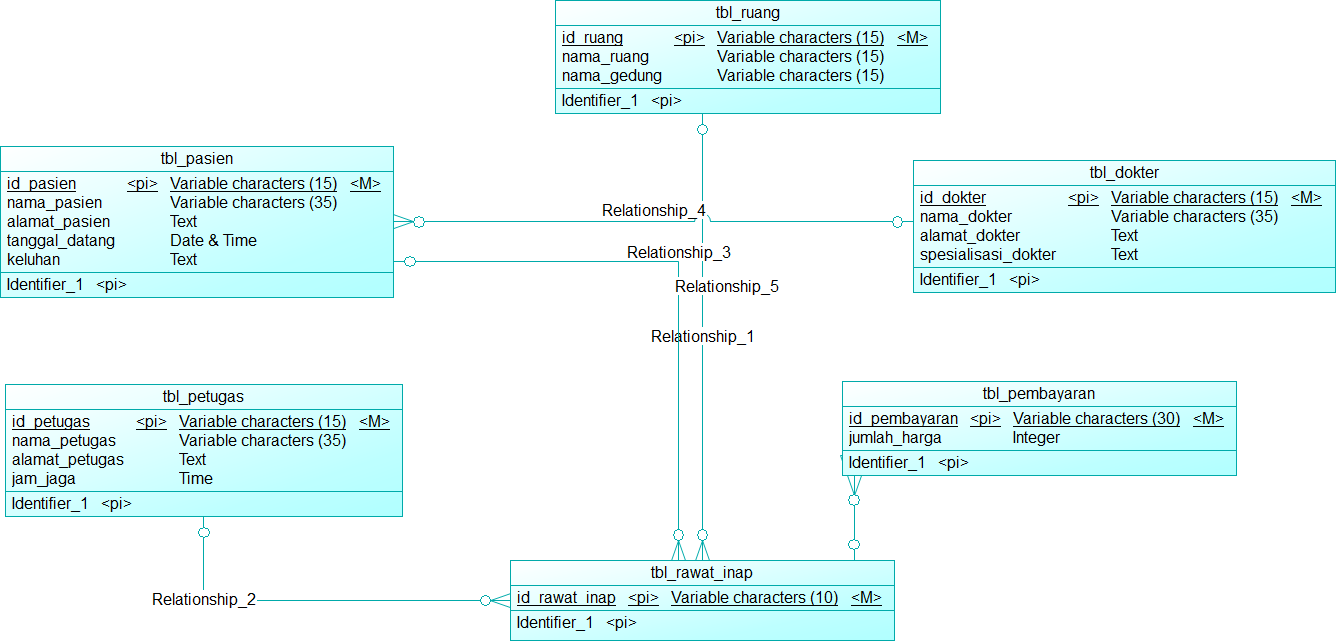 tbl_ruang
id_ruang <pi> Variable characters (15) <M>
nama_ruang Variable characters (15)
nama_gedung Variable characters (15)
Identifier_1 <pi>
tbl_pasien
id_pasien <pi> Variable characters (15) <M>
nama_pasien Variable characters (35)
alamat_pasien Text
tanggal_datang Date & Time
keluhan Text
Identifier_1 <pi>
tbl_dokter
id_dokter <pi> Variable characters (15) <M>
nama_dokter Variable characters (35)
alamat_dokter Text
spesialisasi_dokter Text
Identifier_1 <pi>
Relationship_4
Relationship_3
Relationship_5
Relationship_1
tbl_petugas
id_petugas <pi> Variable characters (15) <M>
nama_petugas Variable characters (35)
alamat_petugas Text
jam_jaga Time
Identifier_1 <pi>
tbl_pembayaran
id_pembayaran <pi> Variable characters (30) <M>
jumlah_harga Integer
Identifier_1 <pi>
Relationship_2
tbl_rawat_inap
id_rawat_inap <pi> Variable characters (10) <M>
Identifier_1 <pi>